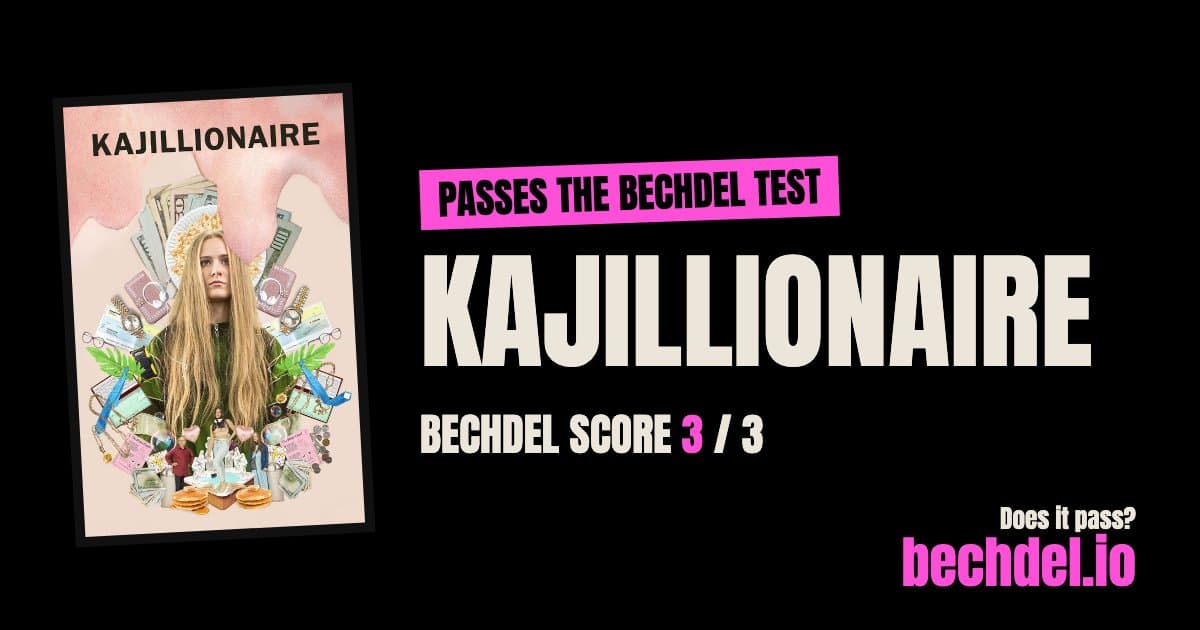 KAJILLIONAIRE
PASSES THE BECHDEL TEST
KAJILLIONAIRE
BECHDEL SCORE 3 / 3
Does it pass?
bechdel.io